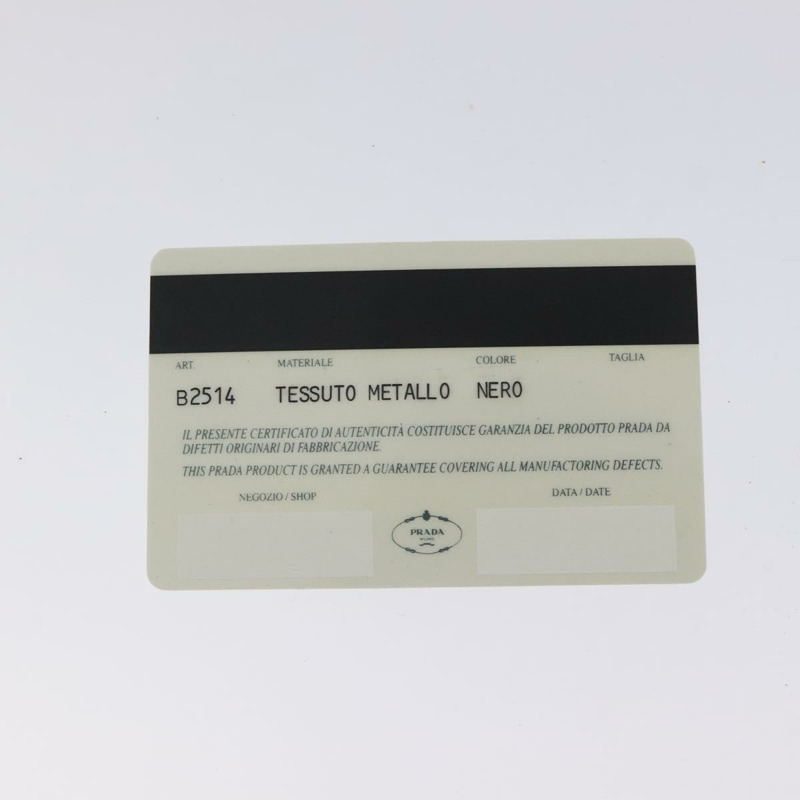 ART. MATERIALE COLORE TAGLIA
B2514 TESSUTO METALLO NERO
IL PRESENTE CERTIFICATO DI AUTENTICITÀ COSTITUISCE GARANZIA DEL PRODOTTO PRADA DA
DIFETTI ORIGINARI DI FABBRICAZIONE.
THIS PRADA PRODUCT IS GRANTED A GUARANTEE COVERING ALL MANUFACTORING DEFECTS.
NEGOZIO / SHOP DATA / DATE
PRADA
MILANO